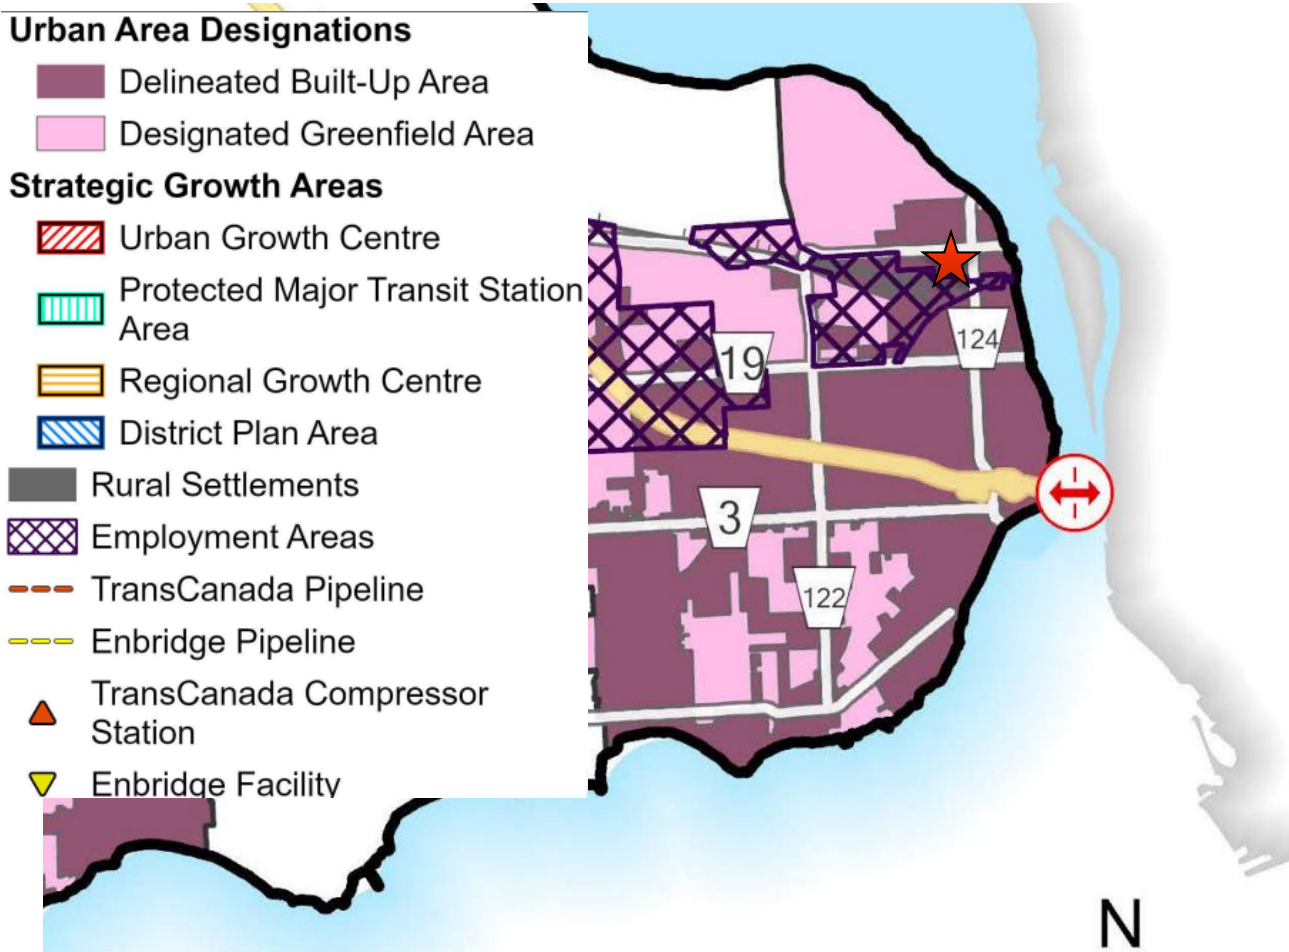 Urban Area Designations
Delineated Built-Up Area
Designated Greenfield Area
Strategic Growth Areas
Urban Growth Centre
Protected Major Transit Station
Area
Regional Growth Centre
District Plan Area
Rural Settlements
Employment Areas
TransCanada Pipeline
Enbridge Pipeline
TransCanada Compressor
Station
Enbridge Facility
124
19
3
122
N